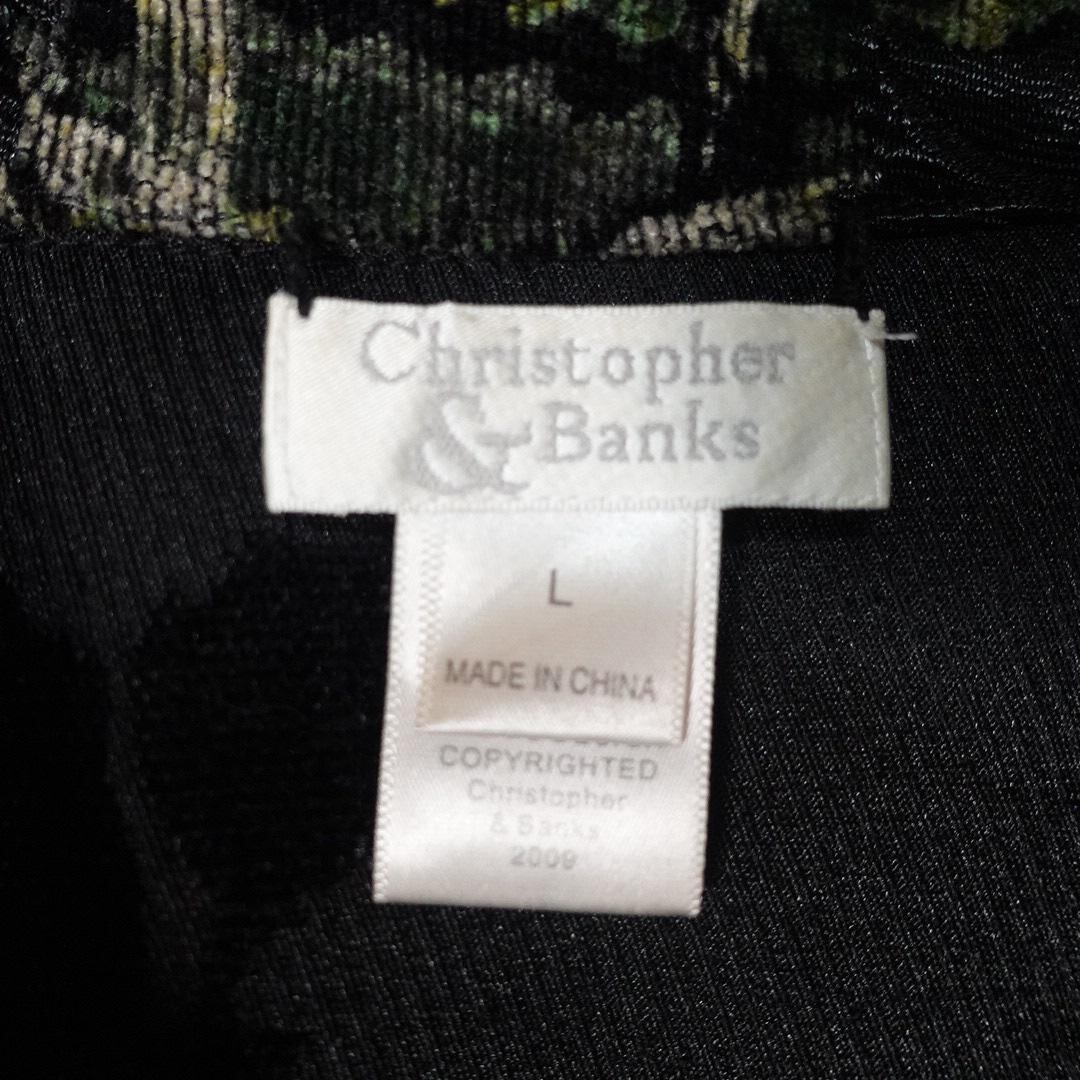 Christopher
& Banks
L
MADE IN CHINA
COPYRIGHTED
Christopher
& Banks
2009